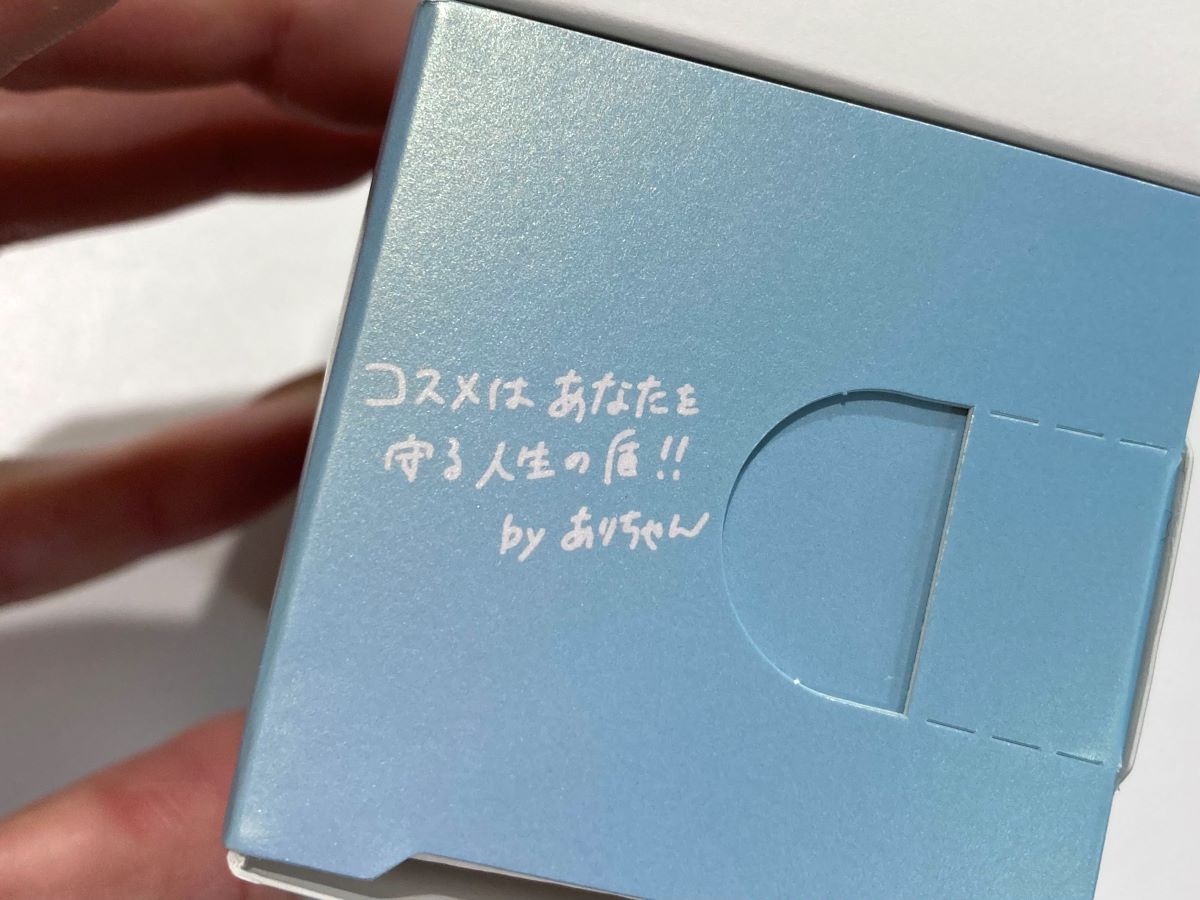 コスメは あなたを
守る 人生の盾!!
by ありちゃん